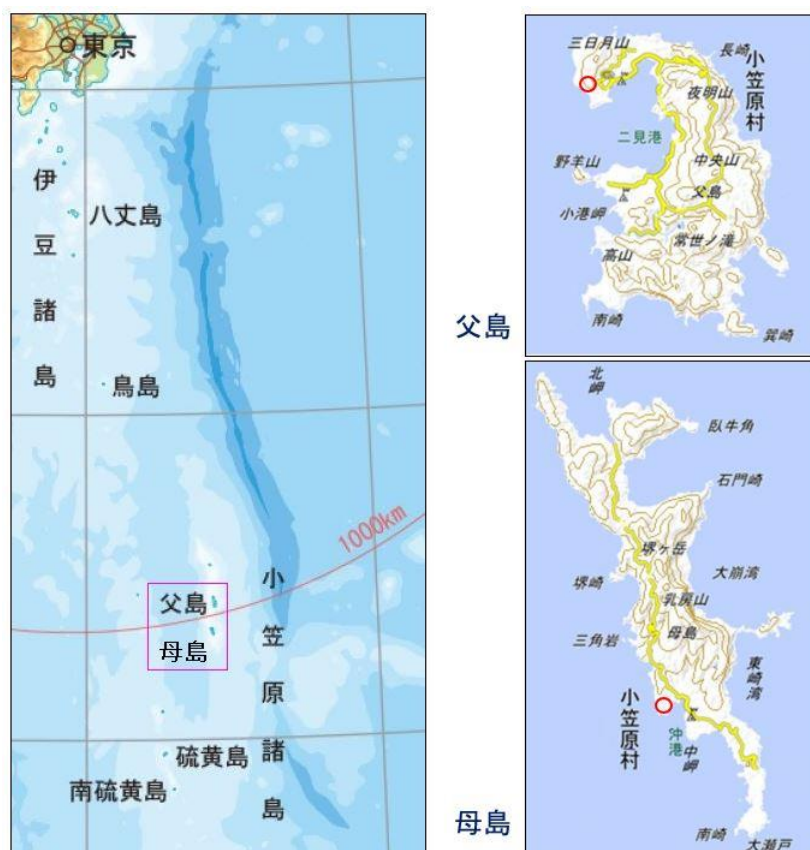 東京
伊豆諸島
八丈島
鳥島
1000km
父島
母島
小笠原諸島
硫黄島
南硫黄島
父島
三日月山
長崎
小笠原村
夜明山
二見港
野羊山
中央山
父島
小港岬
常世ノ滝
高山
南崎
巽崎
母島
北岬
臥牛角
石門崎
堺ヶ岳
大崩湾
堺崎
乳房山
三角岩
母島
東崎湾
小笠原村
沖港
中岬
南崎
大瀬戸